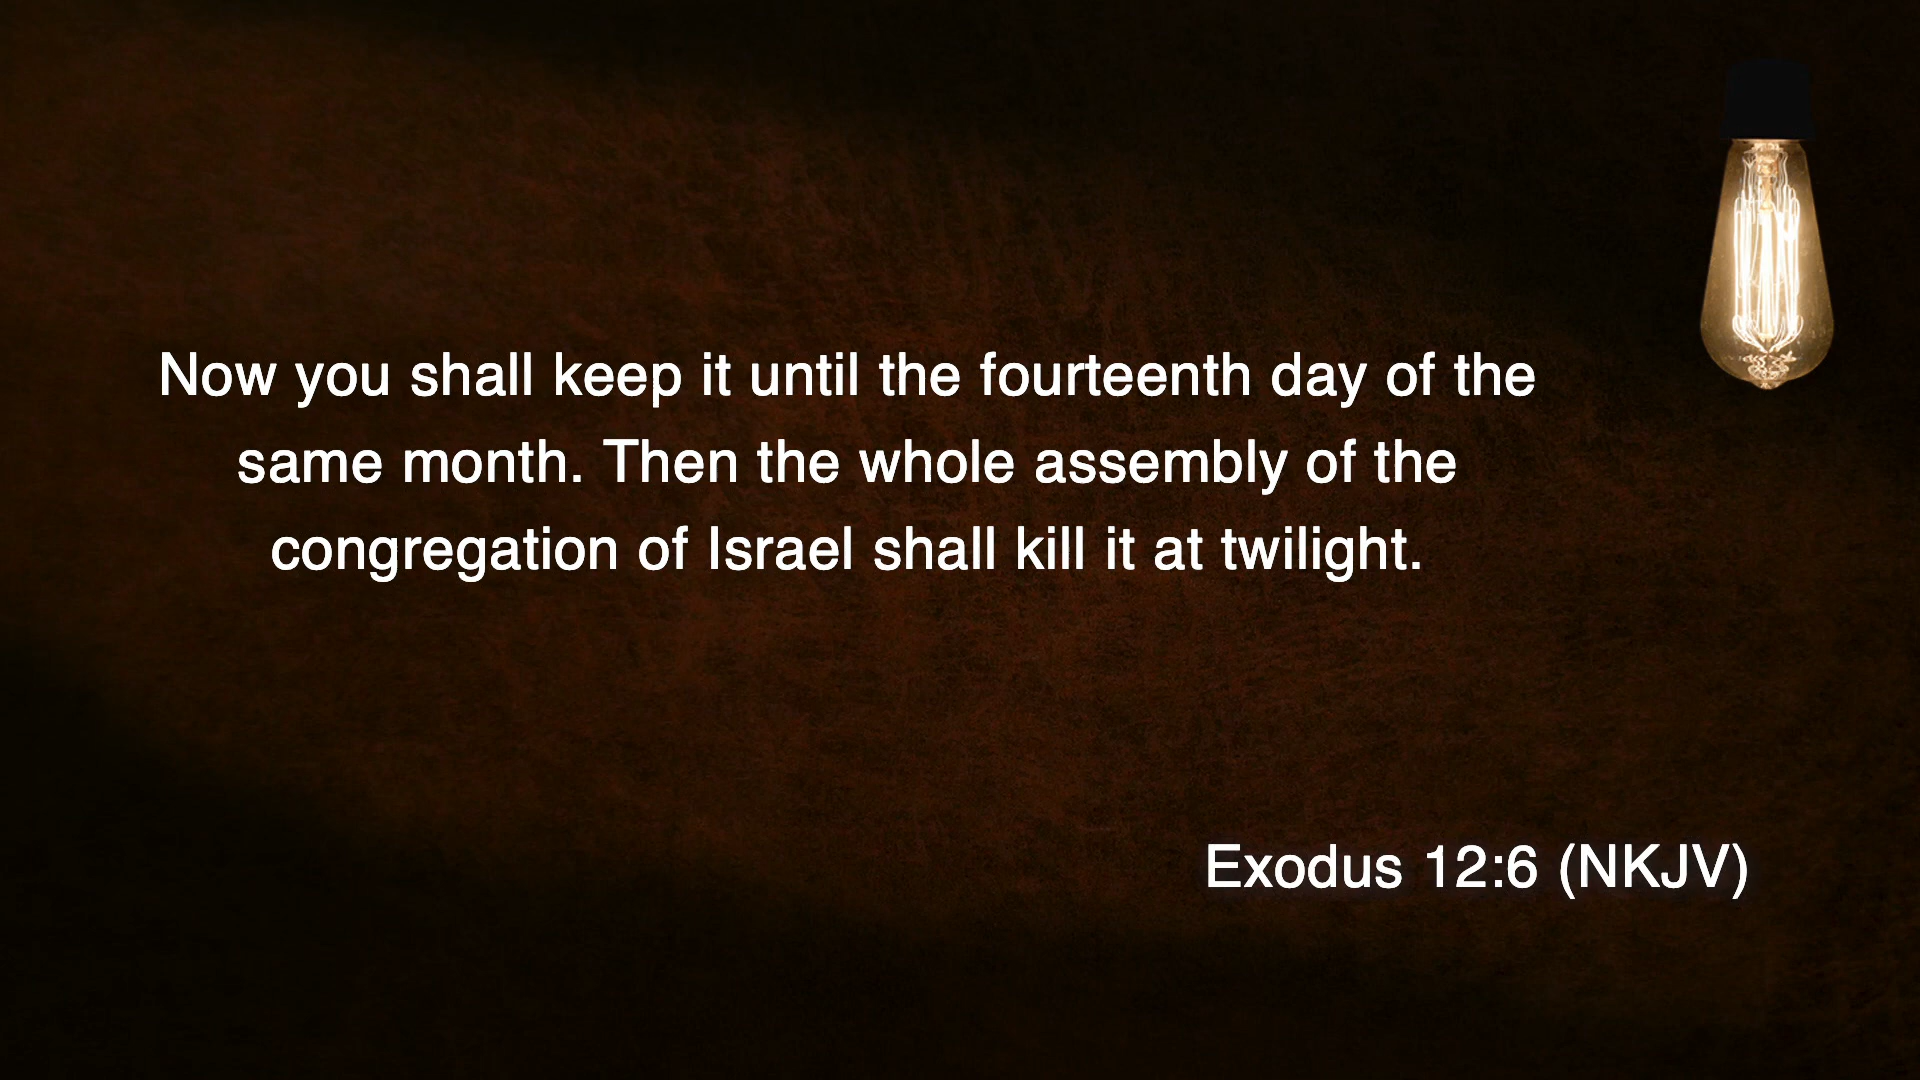 Now you shall keep it until the fourteenth day of the
same month. Then the whole assembly of the
congregation of Israel shall kill it at twilight.
Exodus 12:6 (NKJV)